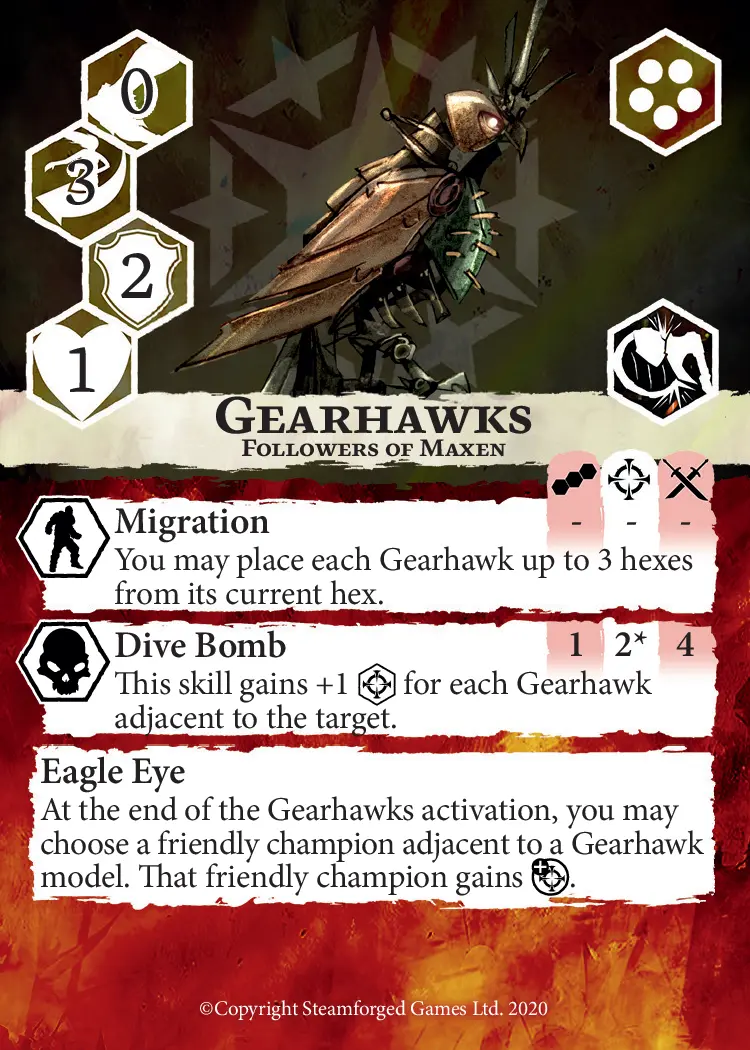 0
3
2
1
Gearhawks
Followers of Maxen
Migration - - -
You may place each Gearhawk up to 3 hexes
from its current hex.
Dive Bomb 1 2* 4
This skill gains +1 for each Gearhawk
adjacent to the target.
Eagle Eye
At the end of the Gearhawks activation, you may
choose a friendly champion adjacent to a Gearhawk
model. That friendly champion gains .
©Copyright Steamforged Games Ltd. 2020